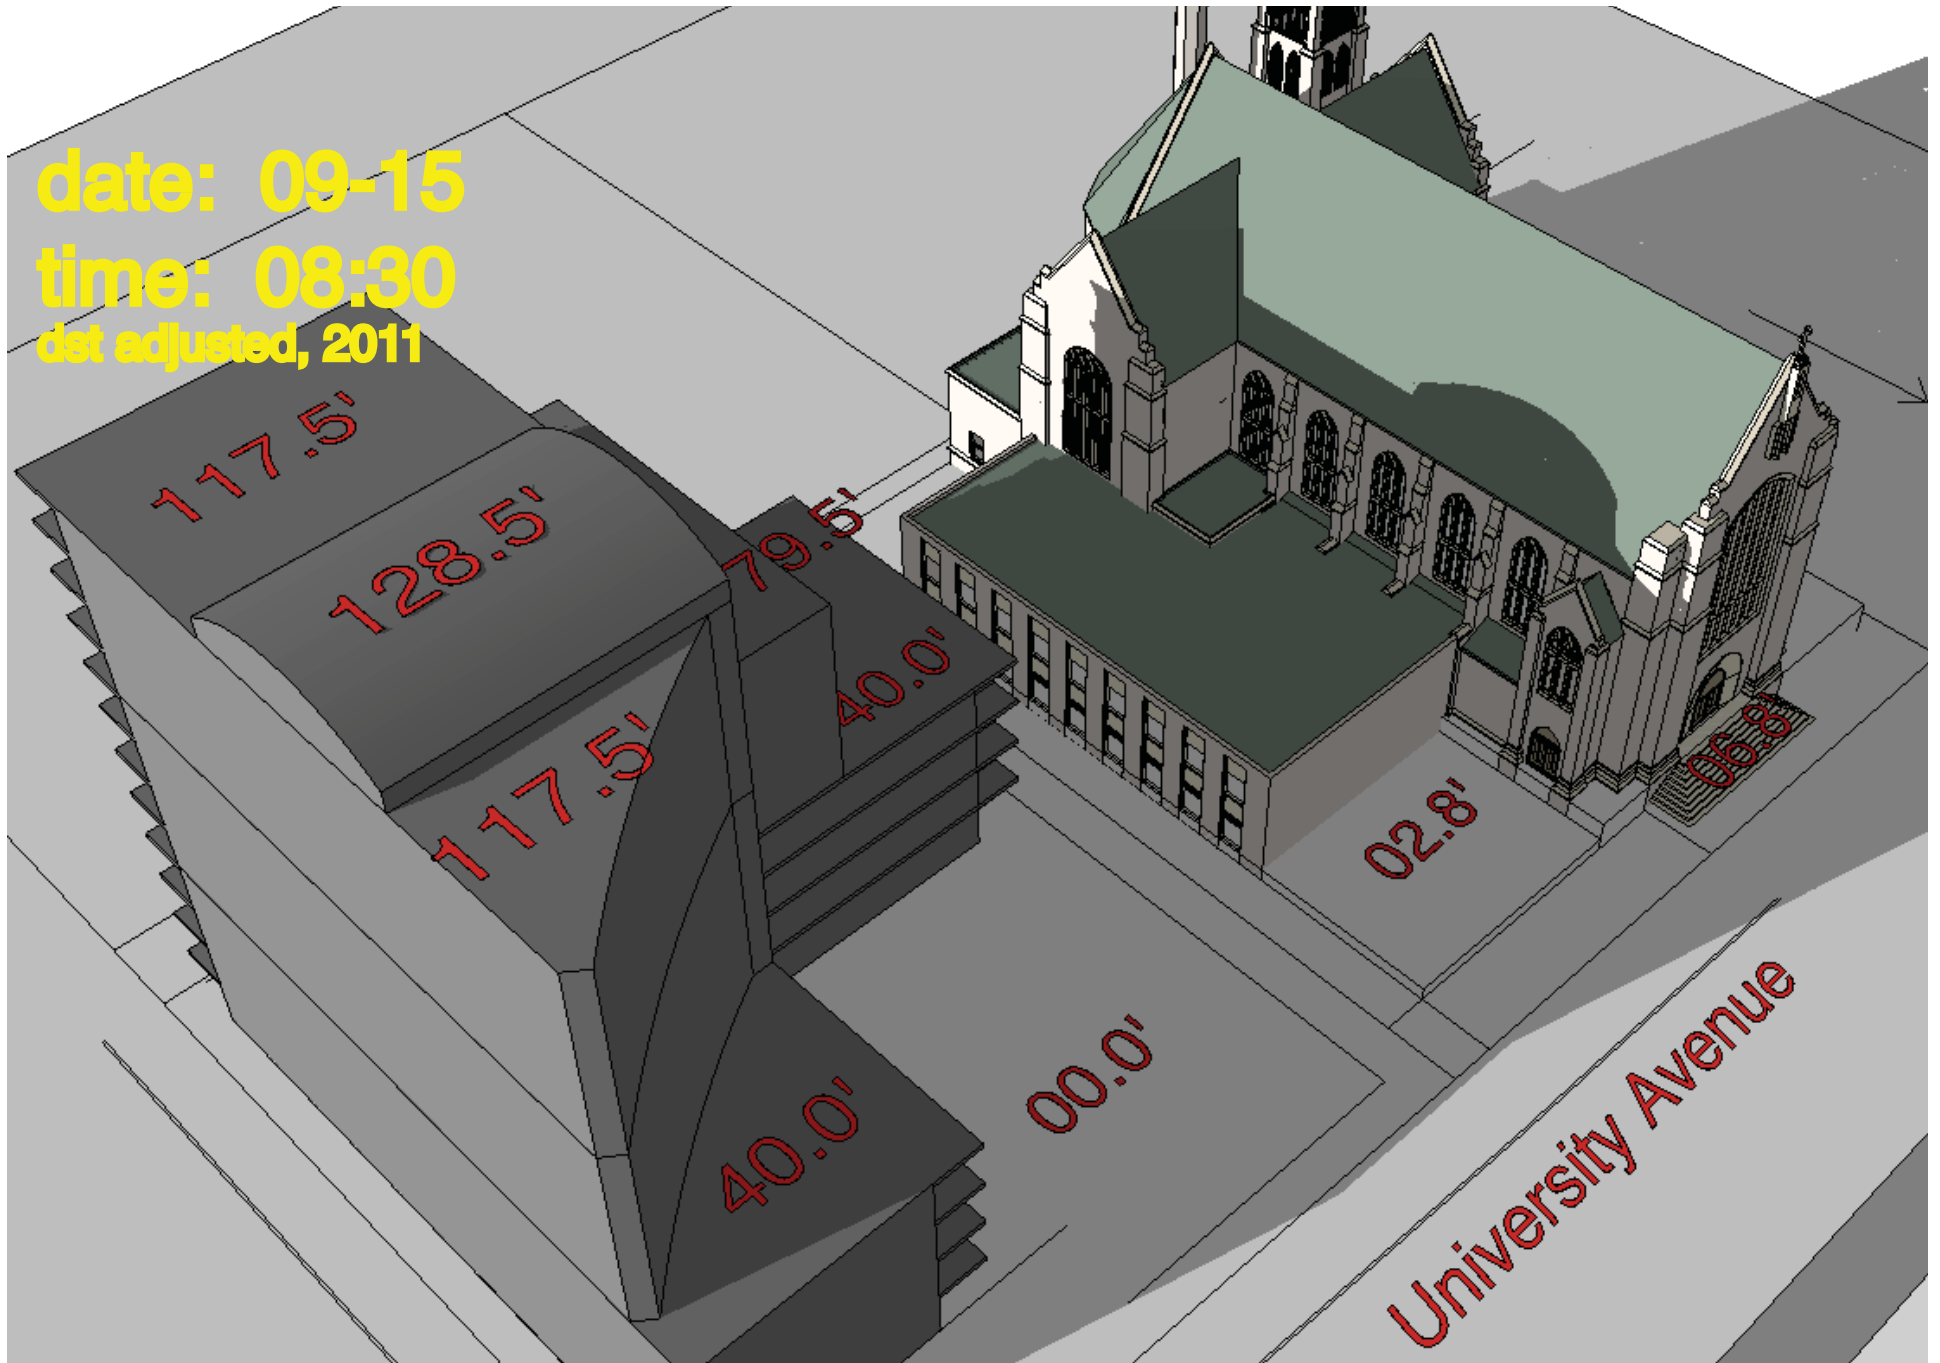 date: 09-15
time: 08:30
dst adjusted, 2011
117.5'
128.5'
79.5'
40.0'
117.5'
06.8'
02.8'
00.0'
40.0'
University Avenue